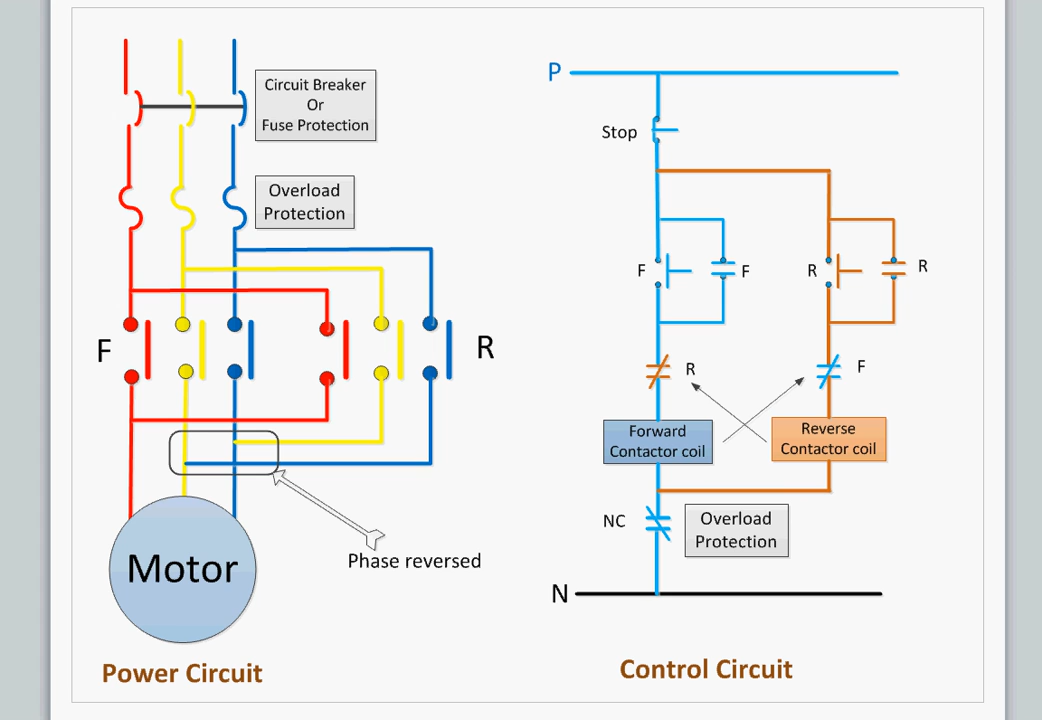 Circuit Breaker
Or
Fuse Protection
Overload
Protection
F
R
Phase reversed
Motor
Power Circuit
P
Stop
F
F
R
R
R
F
Forward
Contactor coil
Reverse
Contactor coil
NC
Overload
Protection
N
Control Circuit